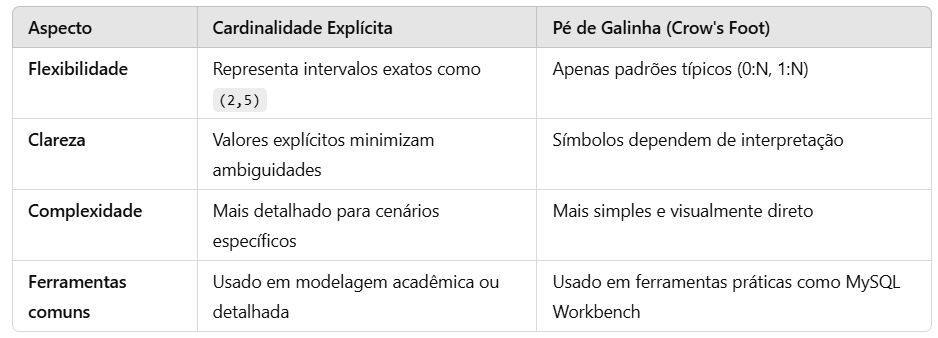 Aspecto
Cardinalidade Explícita
Pé de Galinha (Crow's Foot)
Flexibilidade
Representa intervalos exatos como
(2,5)
Apenas padrões típicos (0:N, 1:N)
Clareza
Valores explícitos minimizam
ambiguidades
Símbolos dependem de interpretação
Complexidade
Mais detalhado para cenários
específicos
Mais simples e visualmente direto
Ferramentas
comuns
Usado em modelagem acadêmica ou
detalhada
Usado em ferramentas práticas como MySQL
Workbench